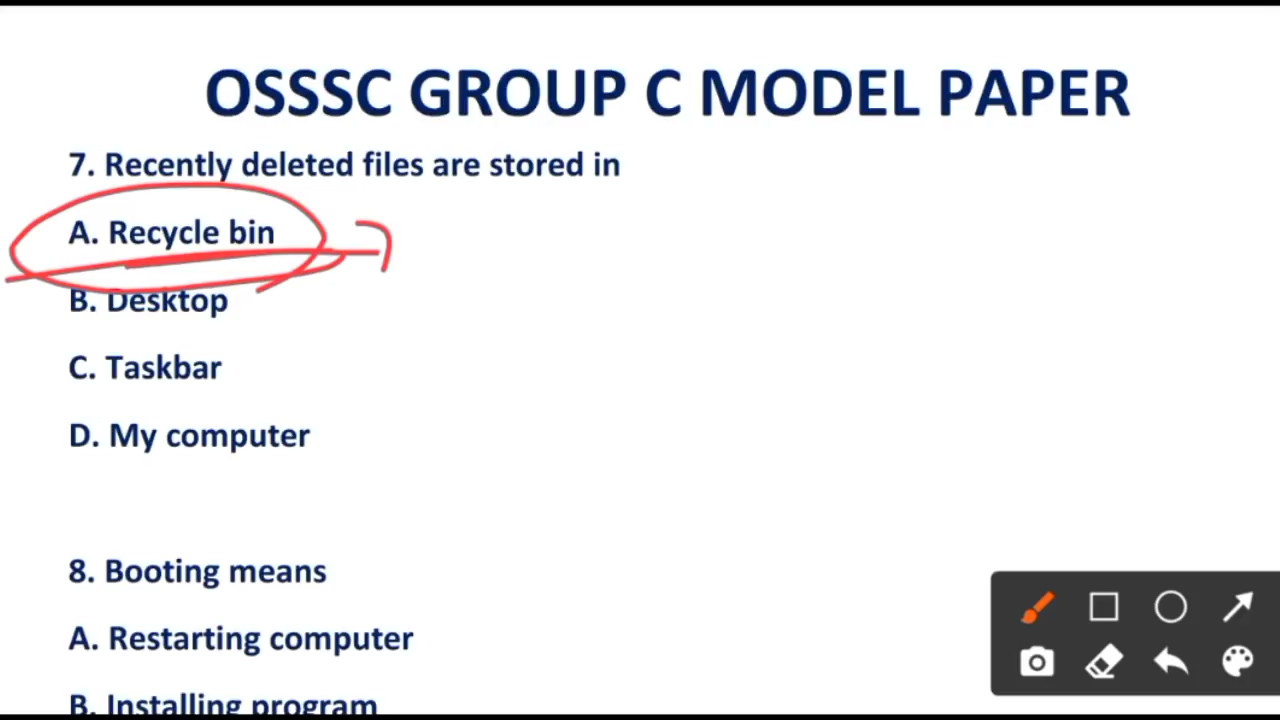 OSSSC GROUP C MODEL PAPER
7. Recently deleted files are stored in
A. Recycle bin
B. Desktop
C. Taskbar
D. My computer
8. Booting means
A. Restarting computer
B. Installing program